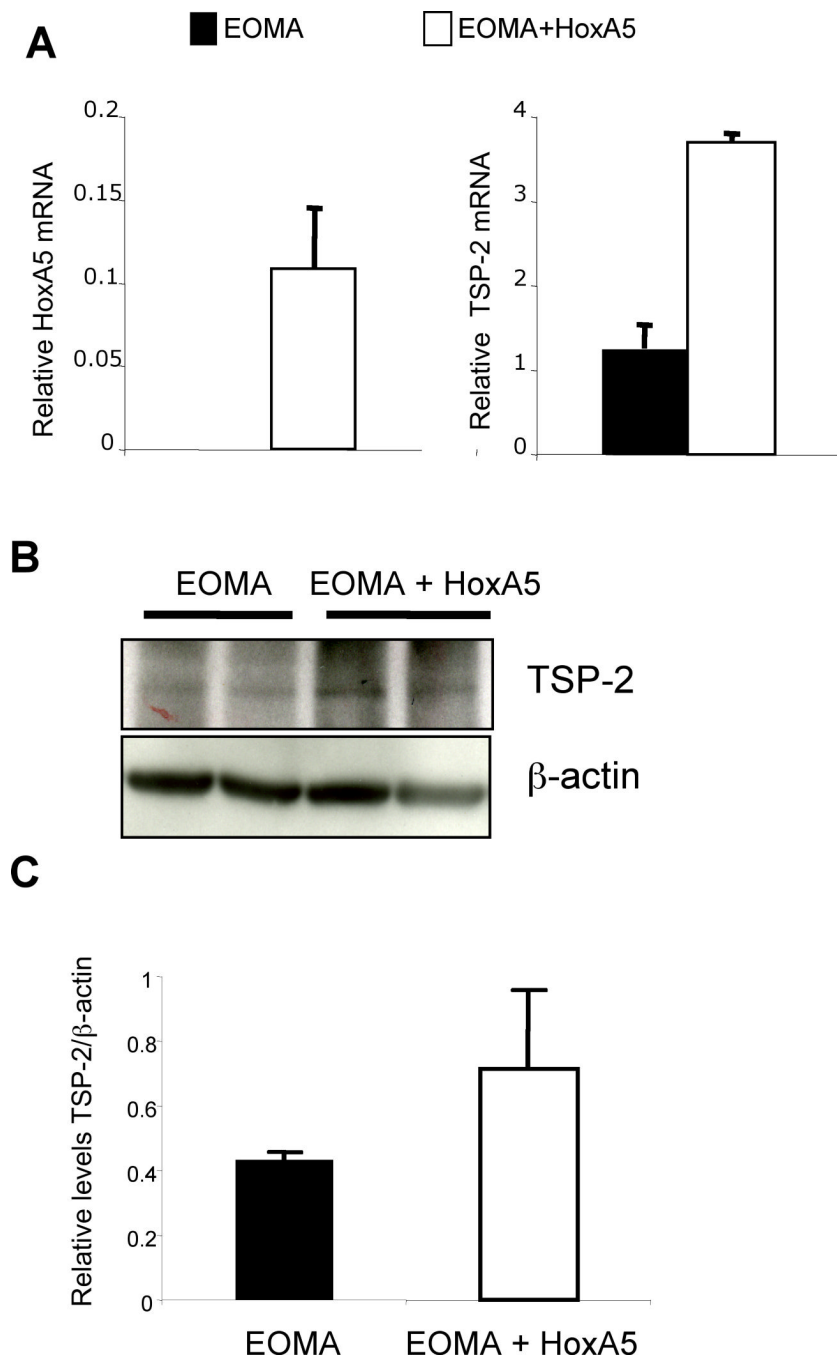 A
EOMA
EOMA+HoxA5
Relative HoxA5 mRNA
0.2
0.15
0.1
0.05
0
Relative TSP-2 mRNA
4
3
2
1
0
B
EOMA
EOMA + HoxA5
TSP-2
β-actin
C
Relative levels TSP-2/β-actin
1
0.8
0.6
0.4
0.2
0
EOMA
EOMA + HoxA5